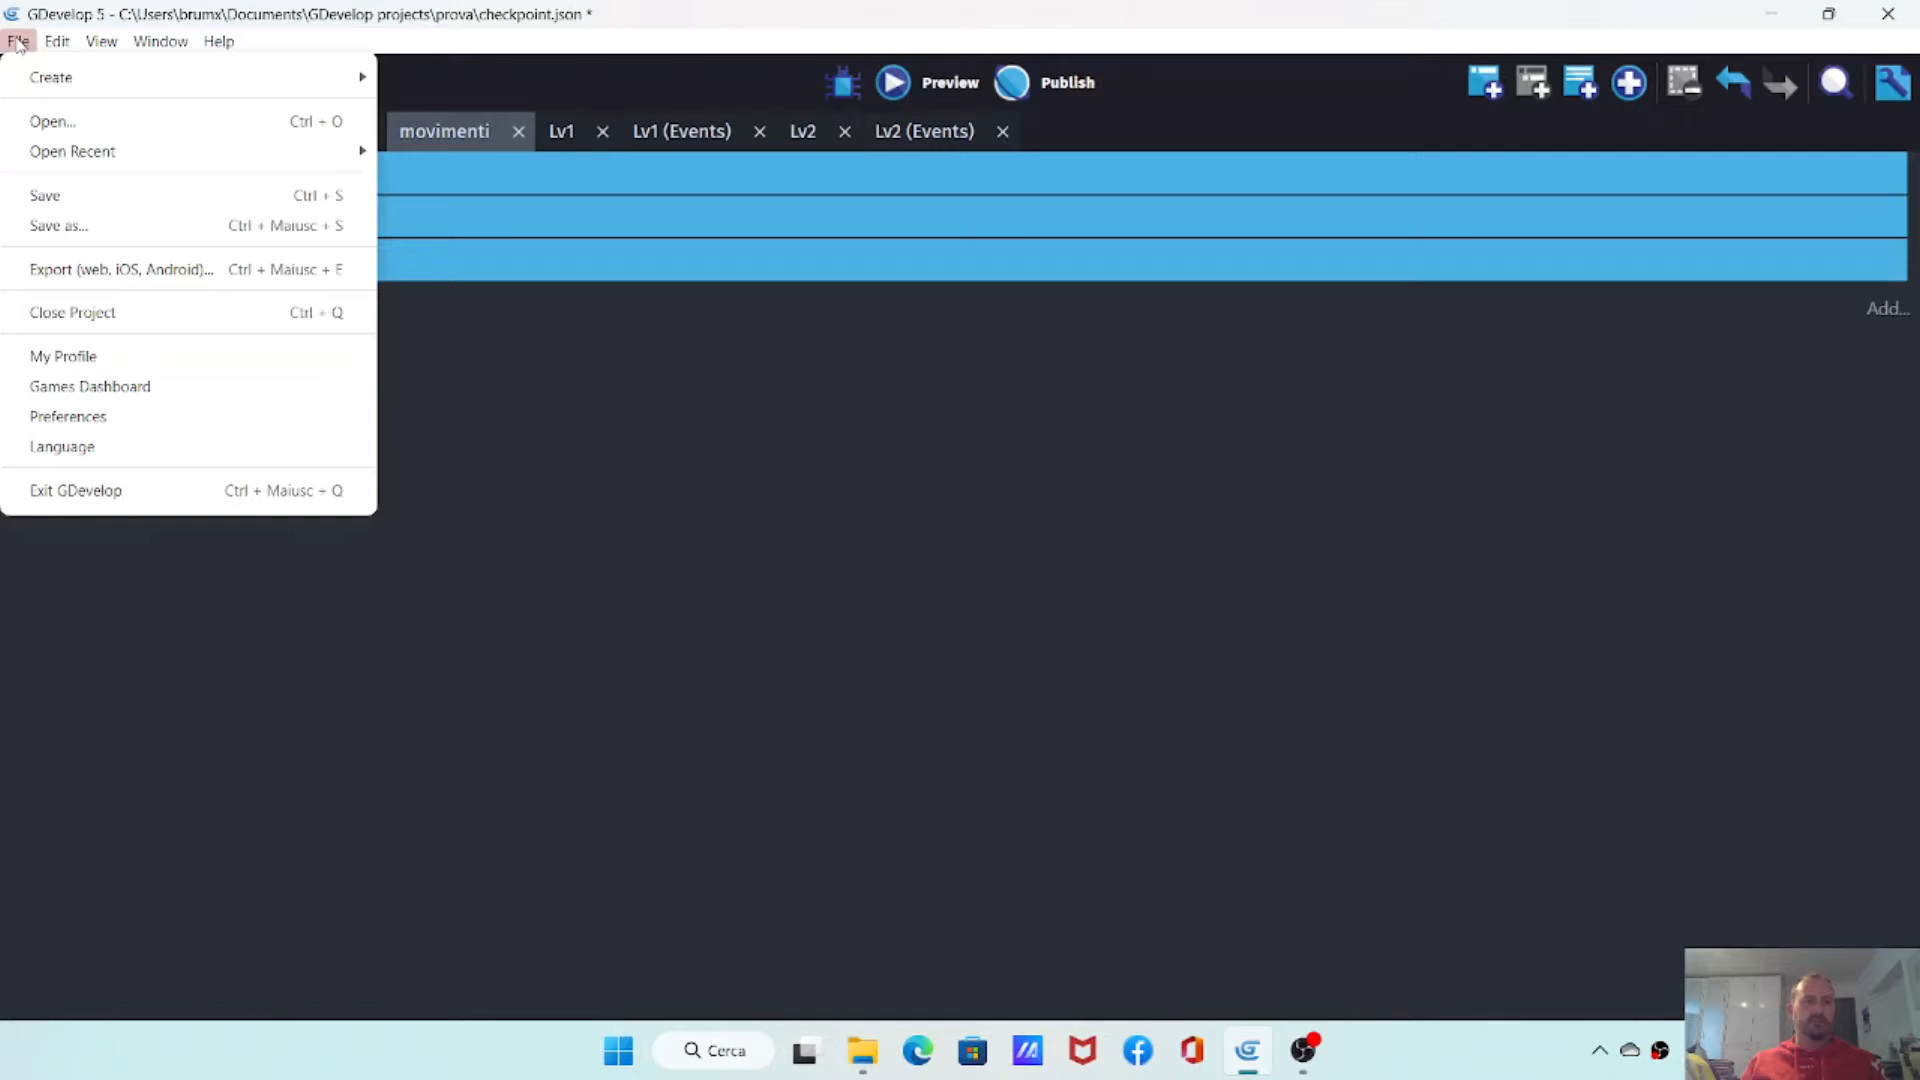 GDevelop 5 - C:\Users\brumx\Documents\GDevelop projects\prova\checkpoint.json *
File Edit View Window Help
Create
Open... Ctrl + O
Open Recent
Save Ctrl + S
Save as... Ctrl + Maiusc + S
Export (web, iOS, Android)... Ctrl + Maiusc + E
Close Project Ctrl + Q
My Profile
Games Dashboard
Preferences
Language
Exit GDevelop Ctrl + Maiusc + Q
Preview Publish
movimenti Lv1 Lv1 (Events) Lv2 Lv2 (Events)
Add...
Cerca